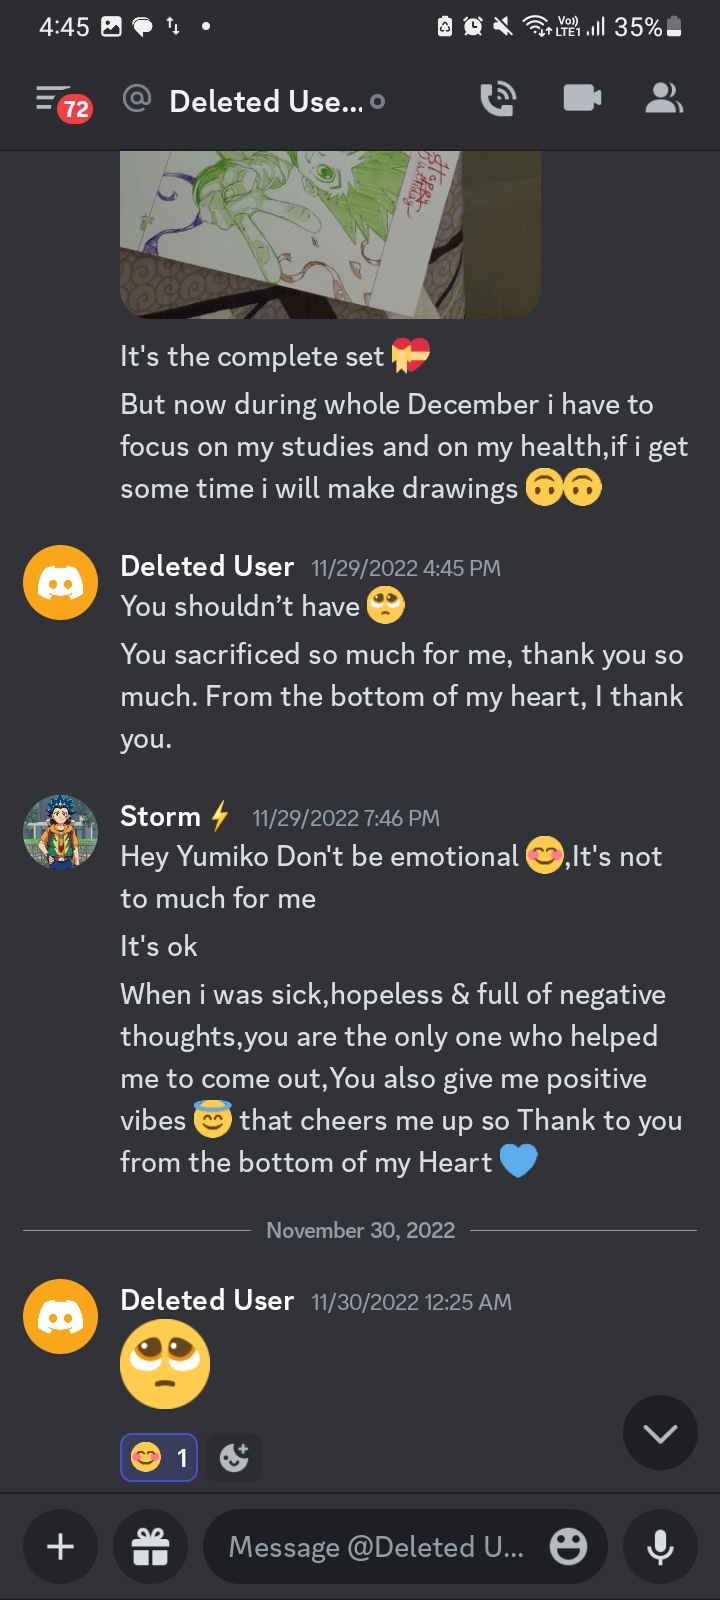 4:45
Vo))
LTE1
35%
72
Deleted Use...
Happy
Birthday
It's the complete set 💝
But now during whole December i have to
focus on my studies and on my health,if i get
some time i will make drawings 🙃🙃
Deleted User 11/29/2022 4:45 PM
You shouldn’t have 🥺
You sacrificed so much for me, thank you so
much. From the bottom of my heart, I thank
you.
Storm⚡ 11/29/2022 7:46 PM
Hey Yumiko Don't be emotional 😊,It's not
to much for me
It's ok
When i was sick,hopeless & full of negative
thoughts,you are the only one who helped
me to come out,You also give me positive
vibes 😇 that cheers me up so Thank to you
from the bottom of my Heart 💙
November 30, 2022
Deleted User 11/30/2022 12:25 AM
🥺
😊 1
Message @Deleted U...